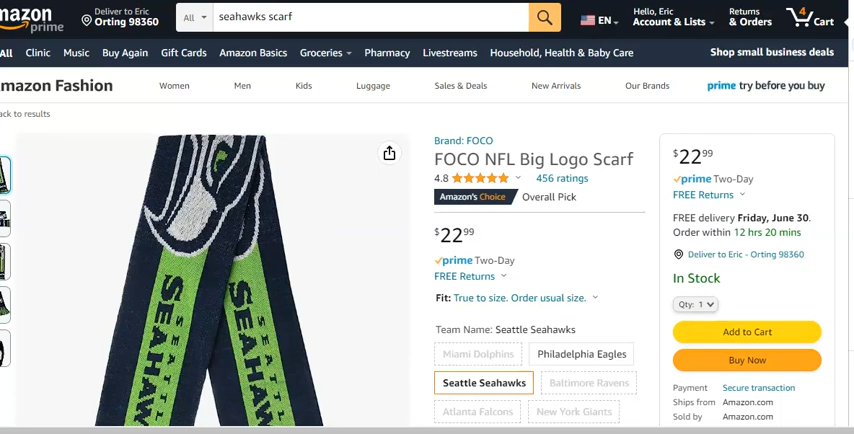 amazon
prime
Deliver to Eric
Orting 98360
All
seahawks scarf
EN
Hello, Eric
Account & Lists
Returns
& Orders
4
Cart
All Clinic Music Buy Again Gift Cards Amazon Basics Groceries Pharmacy Livestreams Household, Health & Baby Care Shop small business deals
mazon Fashion Women Men Kids Luggage Sales & Deals New Arrivals Our Brands prime try before you buy
ack to results
SEATTLE
SEAHAW
SEATTL
SEAHAW
Brand: FOCO
FOCO NFL Big Logo Scarf
4.8 456 ratings
Amazon's Choice Overall Pick
$22 99
prime Two-Day
FREE Returns
Fit: True to size. Order usual size.
Team Name: Seattle Seahawks
Miami Dolphins Philadelphia Eagles
Seattle Seahawks Baltimore Ravens
Atlanta Falcons New York Giants
$22 99
prime Two-Day
FREE Returns
FREE delivery Friday, June 30.
Order within 12 hrs 20 mins
Deliver to Eric - Orting 98360
In Stock
Qty: 1
Add to Cart
Buy Now
Payment Secure transaction
Ships from Amazon.com
Sold by Amazon.com